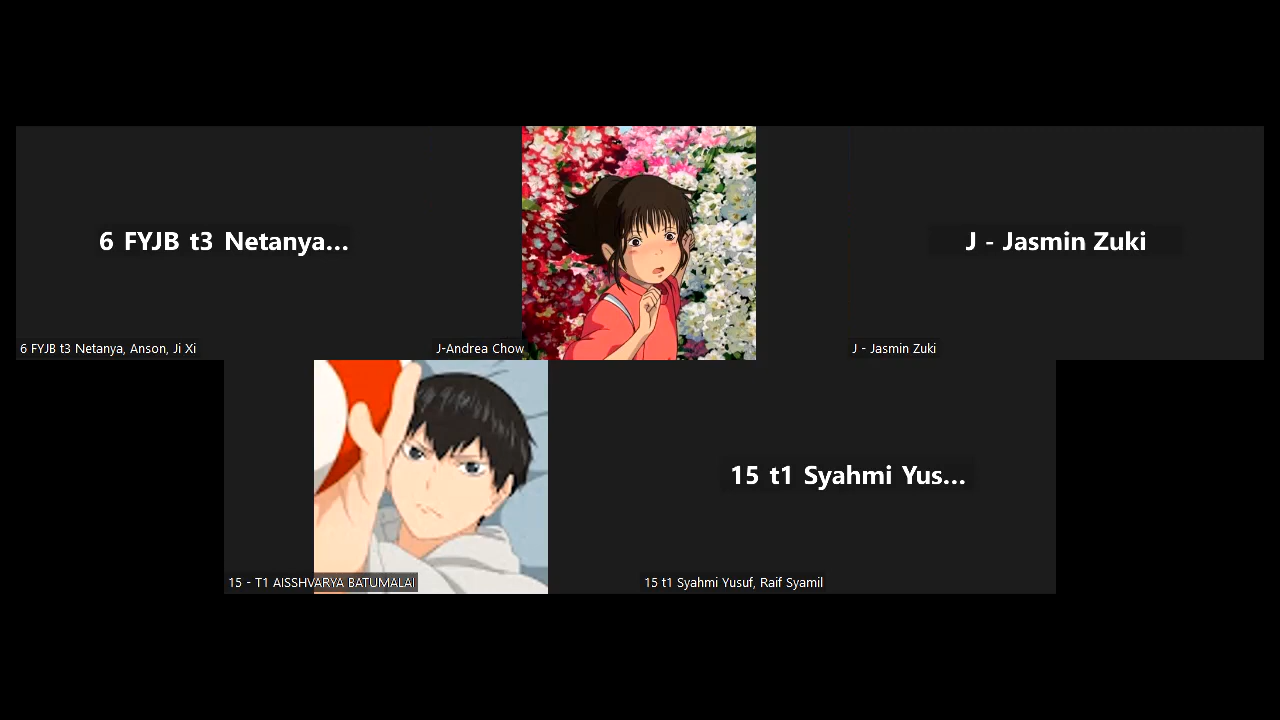 6 FYJB t3 Netanya...
6 FYJB t3 Netanya, Anson, Ji Xi
J-Andrea Chow
J - Jasmin Zuki
J - Jasmin Zuki
15 - T1 AISSHVARYA BATUMALAI
15 t1 Syahmi Yus...
15 t1 Syahmi Yusuf, Raif Syamil